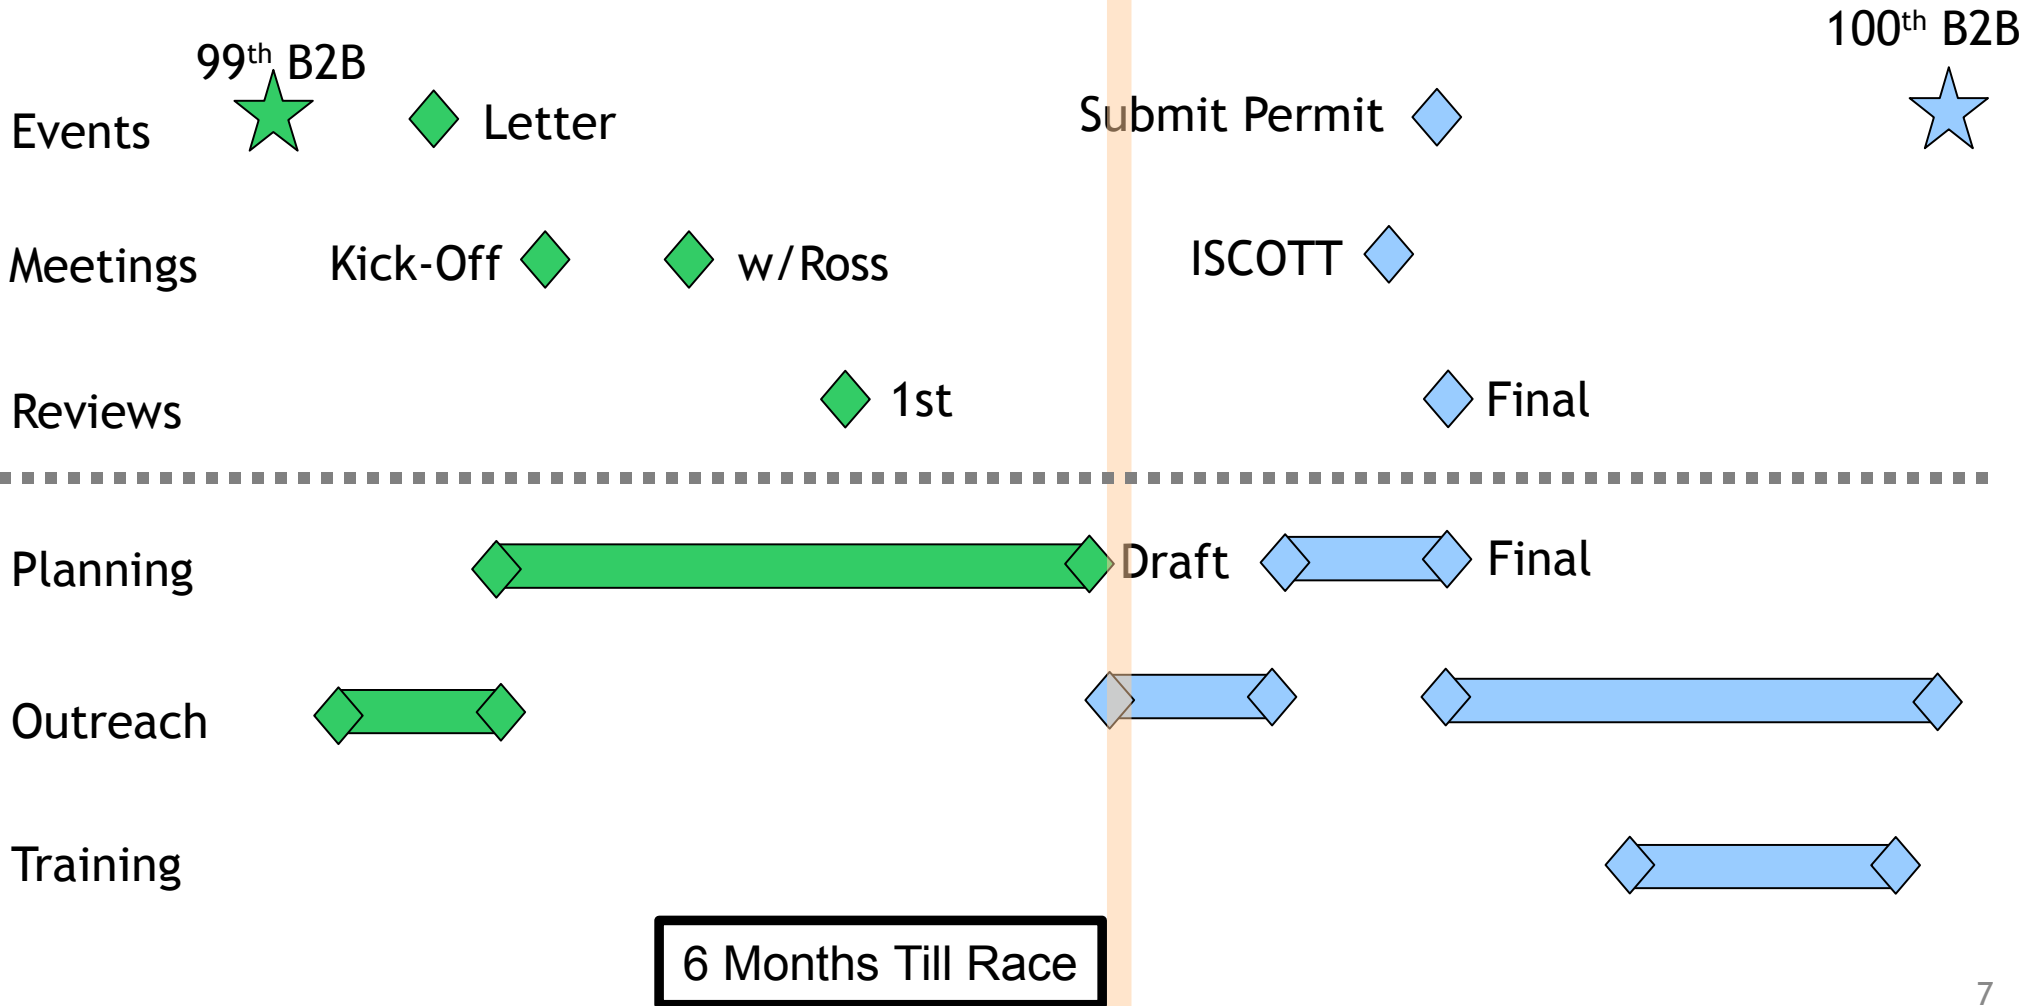 99th B2B
100th B2B
Events
Letter
Submit Permit
Meetings
Kick-Off
w/Ross
ISCOTT
Reviews
1st
Final
Planning
Draft
Final
Outreach
Training
6 Months Till Race
7